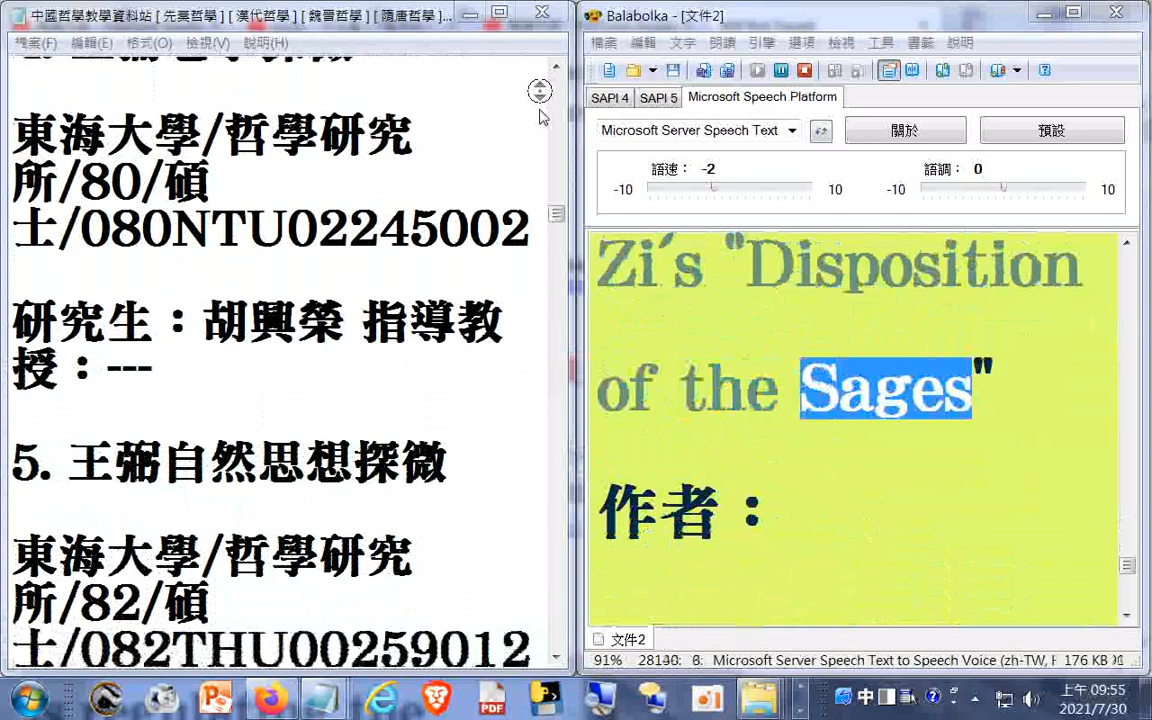 中國哲學教學資料站 [ 先秦哲學 ] [ 漢代哲學 ] [ 魏晉哲學 ] [ 隋唐哲學 ]...
檔案(F) 編輯(E) 格式(O) 檢視(V) 說明(H)
東海大學/哲學研究
所/80/碩
士/080NTU02245002
研究生：胡興榮 指導教
授：---
5. 王弼自然思想探微
東海大學/哲學研究
所/82/碩
士/082THU00259012
Balabolka - [文件2]
檔案 編輯 文字 朗讀 引擎 選項 檢視 工具 書籤 說明
SAPI 4 SAPI 5 Microsoft Speech Platform
Microsoft Server Speech Text 關於 預設
語速： -2 語調： 0
-10 10 -10 10
Zi´s "Disposition
of the Sages"
作者：
文件2
91% 28140: 8: Microsoft Server Speech Text to Speech Voice (zh-TW, H 176 KB
PDF 中 上午 09:55
2021/7/30